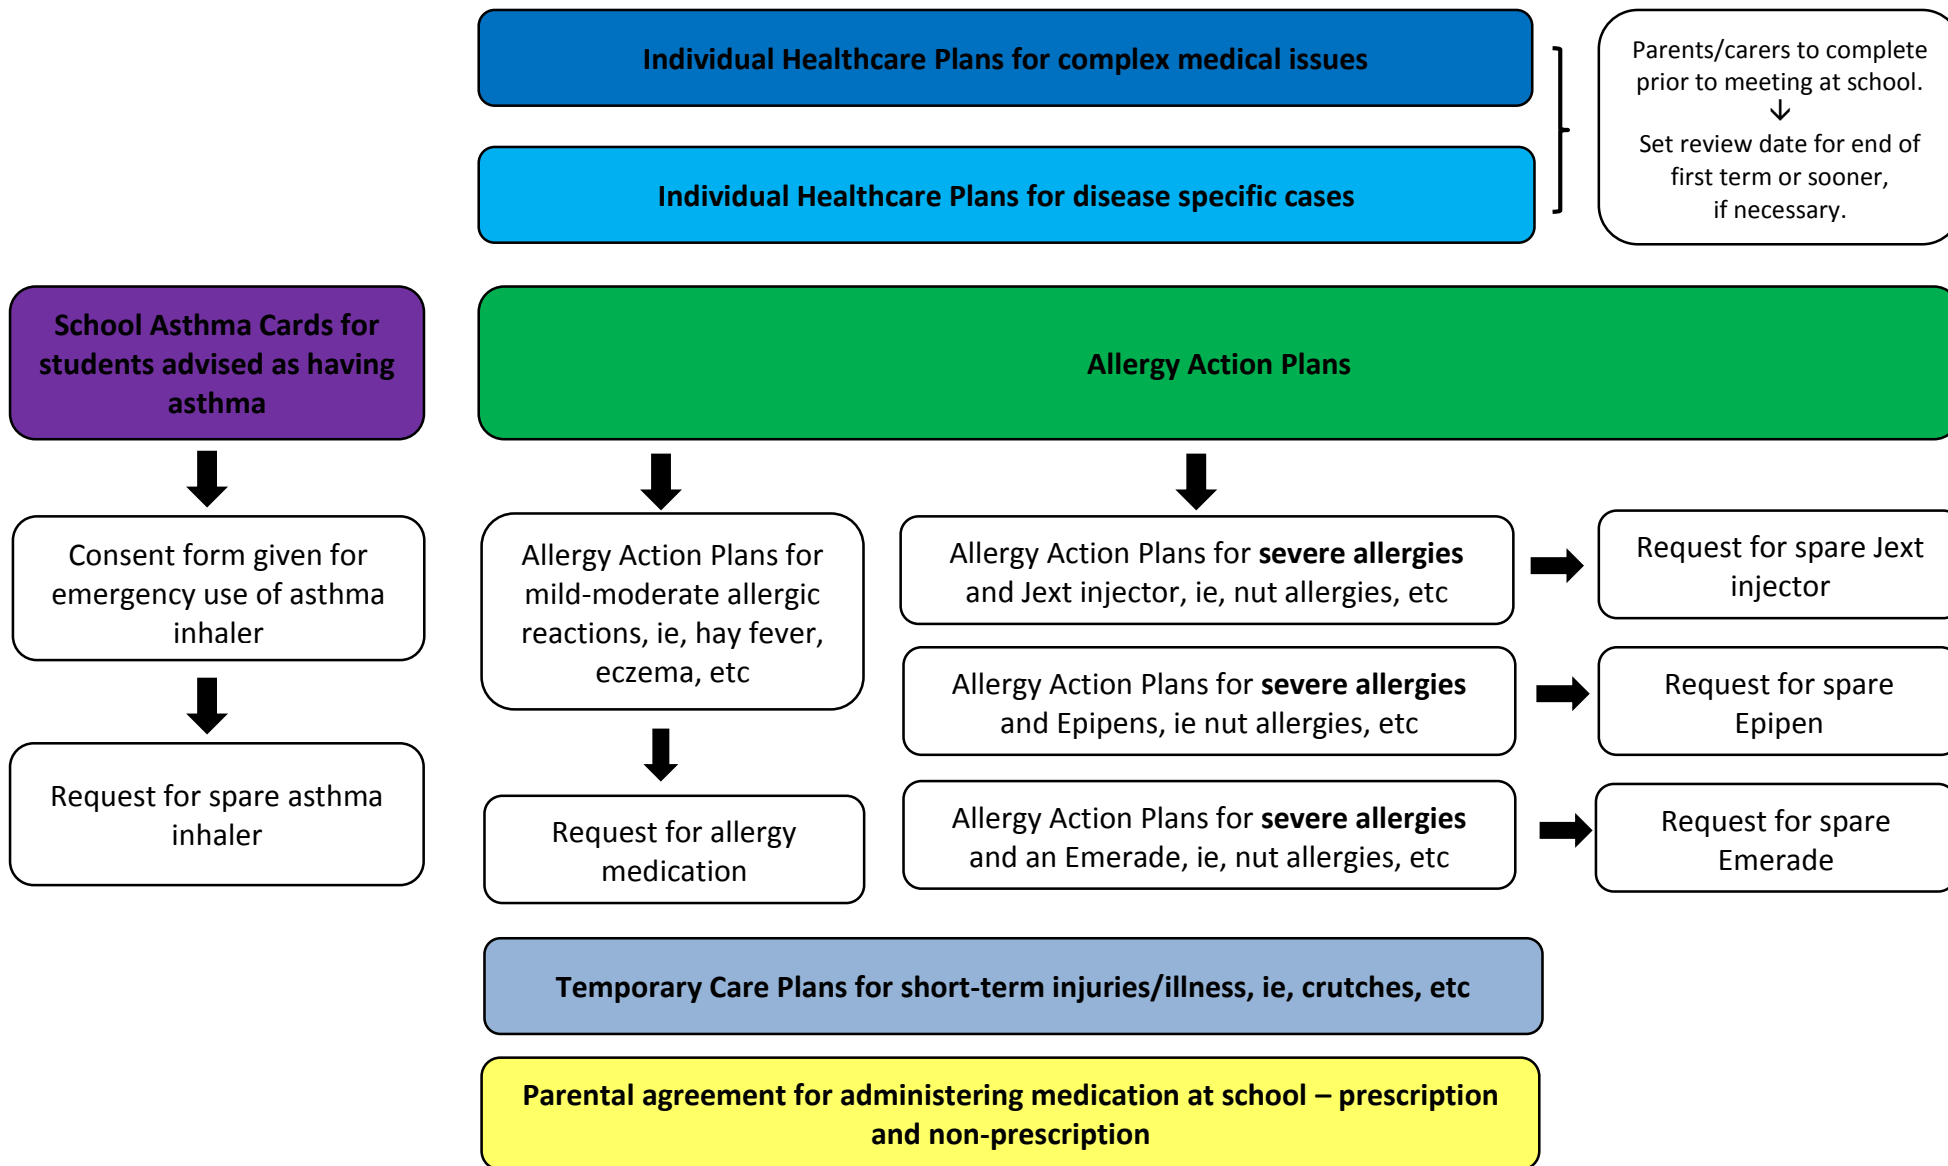 Individual Healthcare Plans for complex medical issues
Individual Healthcare Plans for disease specific cases
Parents/carers to complete
prior to meeting at school.
↓
Set review date for end of
first term or sooner,
if necessary.
School Asthma Cards for
students advised as having
asthma
Allergy Action Plans
Consent form given for
emergency use of asthma
inhaler
Request for spare asthma
inhaler
Allergy Action Plans for
mild-moderate allergic
reactions, ie, hay fever,
eczema, etc
Request for allergy
medication
Allergy Action Plans for severe allergies
and Jext injector, ie, nut allergies, etc
Request for spare Jext
injector
Allergy Action Plans for severe allergies
and Epipens, ie nut allergies, etc
Request for spare
Epipen
Allergy Action Plans for severe allergies
and an Emerade, ie, nut allergies, etc
Request for spare
Emerade
Temporary Care Plans for short-term injuries/illness, ie, crutches, etc
Parental agreement for administering medication at school – prescription
and non-prescription